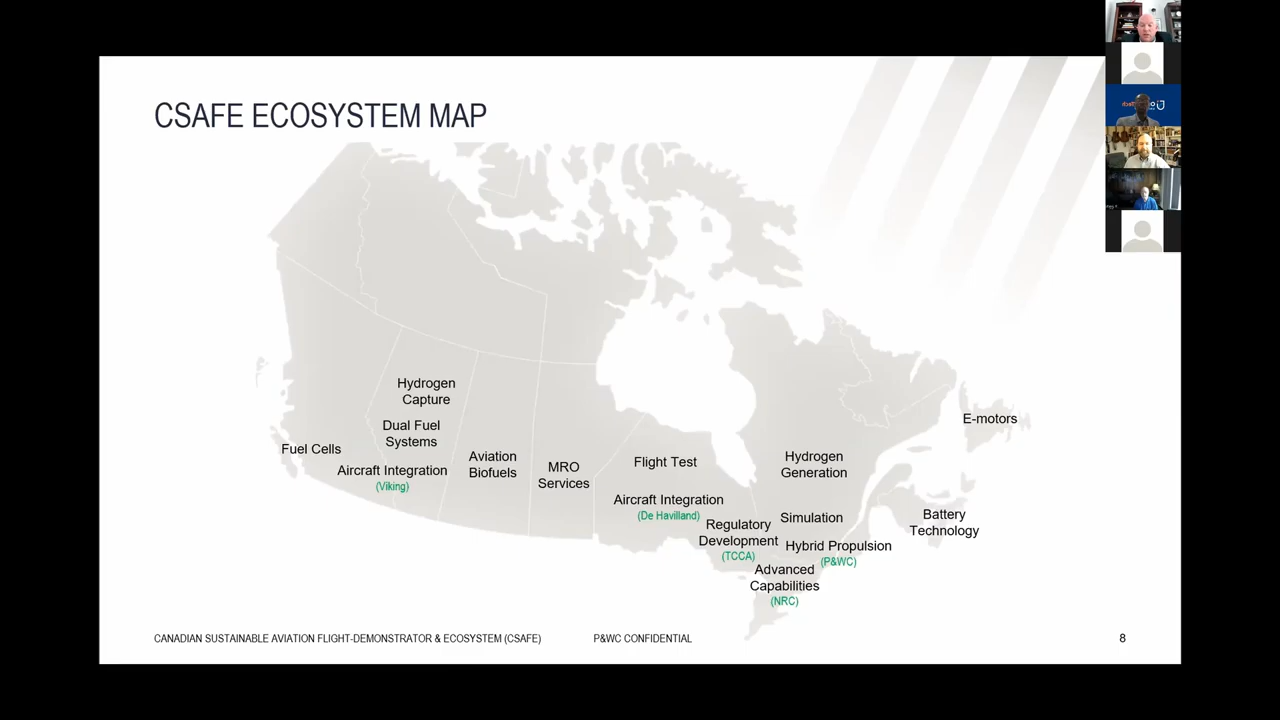 CSAFE ECOSYSTEM MAP
Hydrogen
Capture
Dual Fuel
Systems
Fuel Cells
Aircraft Integration
(Viking)
Aviation
Biofuels
MRO
Services
Flight Test
Aircraft Integration
(De Havilland)
Regulatory
Development
(TCCA)
Hydrogen
Generation
Simulation
Hybrid Propulsion
(P&WC)
Advanced
Capabilities
(NRC)
E-motors
Battery
Technology
CANADIAN SUSTAINABLE AVIATION FLIGHT-DEMONSTRATOR & ECOSYSTEM (CSAFE)
P&WC CONFIDENTIAL
8